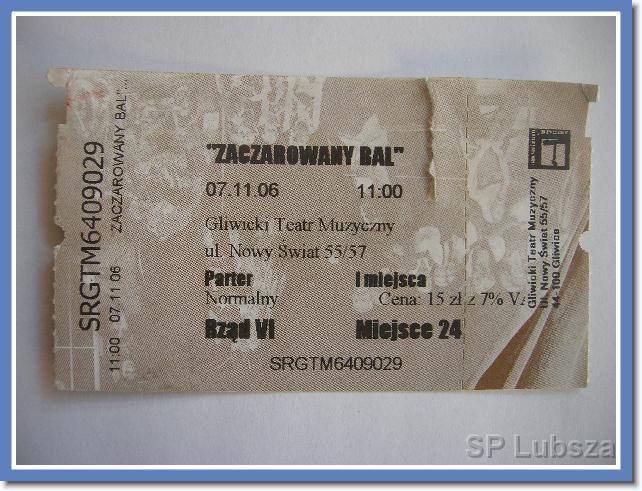 SRGTM6409029
11:00 07.11 06 ZACZAROWANY BAL"...
"ZACZAROWANY BAL"
07.11.06 11:00
Gliwicki Teatr Muzyczny
ul. Nowy Świat 55/57
Parter I miejsca
Normalny Cena: 15 zł z 7% VA
Rząd VI Miejsce 24
SRGTM6409029
Gliwicki Teatr Muzyczny
Ul. Nowy Świat 55/57
44-100 Gliwice
SP Lubsza